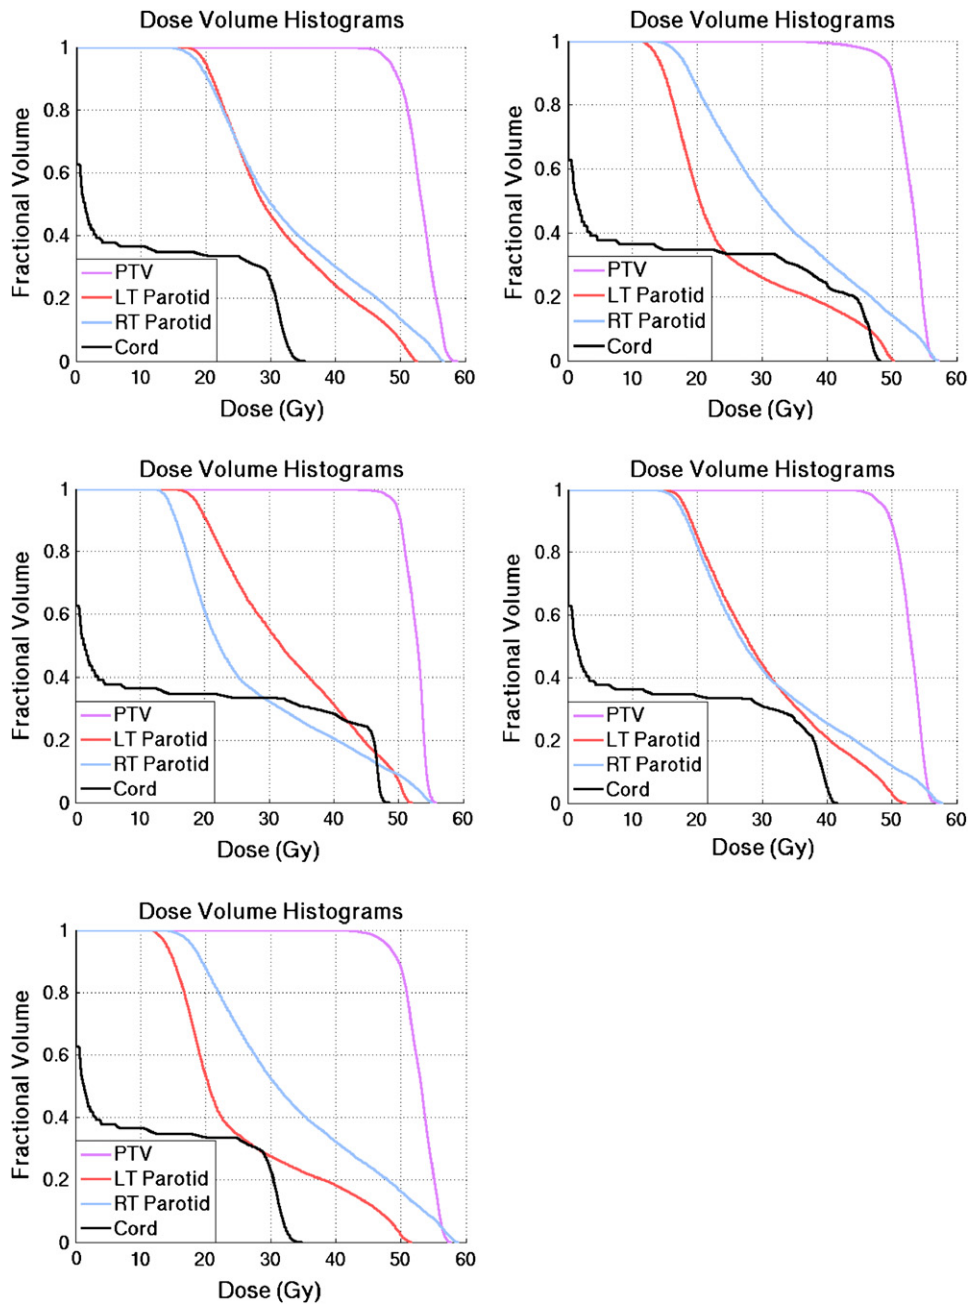 Dose Volume Histograms
Fractional Volume
1
0.8
0.6
0.4
0.2
0
PTV
LT Parotid
RT Parotid
Cord
0 10 20 30 40 50 60
Dose (Gy)
Dose Volume Histograms
Fractional Volume
1
0.8
0.6
0.4
0.2
0
PTV
LT Parotid
RT Parotid
Cord
0 10 20 30 40 50 60
Dose (Gy)
Dose Volume Histograms
Fractional Volume
1
0.8
0.6
0.4
0.2
0
PTV
LT Parotid
RT Parotid
Cord
0 10 20 30 40 50 60
Dose (Gy)
Dose Volume Histograms
Fractional Volume
1
0.8
0.6
0.4
0.2
0
PTV
LT Parotid
RT Parotid
Cord
0 10 20 30 40 50 60
Dose (Gy)
Dose Volume Histograms
Fractional Volume
1
0.8
0.6
0.4
0.2
0
PTV
LT Parotid
RT Parotid
Cord
0 10 20 30 40 50 60
Dose (Gy)